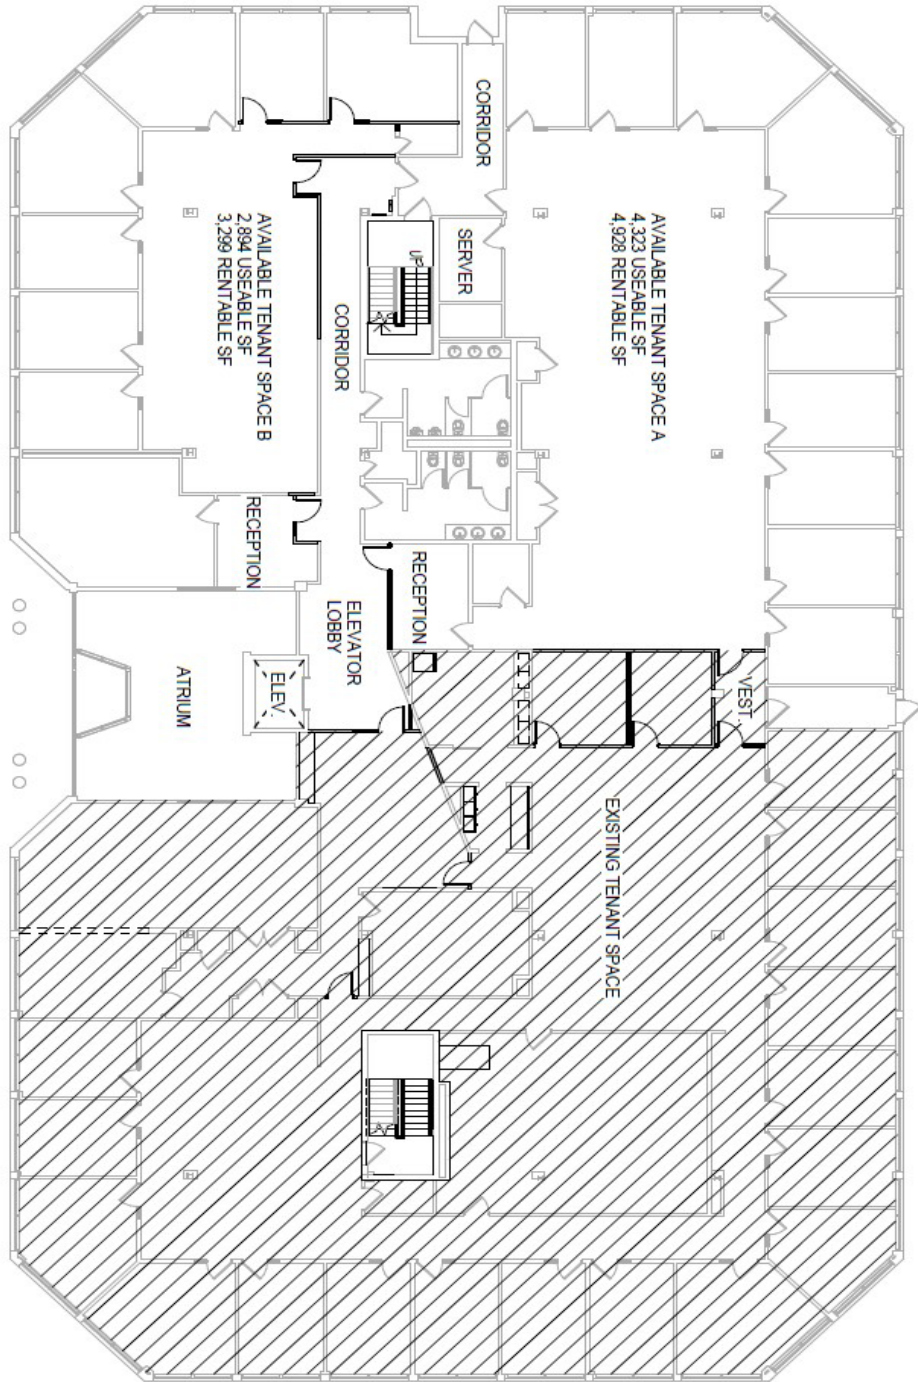 CORRIDOR
AVAILABLE TENANT SPACE A
4,323 USEABLE SF
4,928 RENTABLE SF
SERVER
UP
AVAILABLE TENANT SPACE B
2,894 USEABLE SF
3,299 RENTABLE SF
CORRIDOR
RECEPTION
RECEPTION
ELEVATOR
LOBBY
ATRIUM
ELEV.
VEST.
EXISTING TENANT SPACE